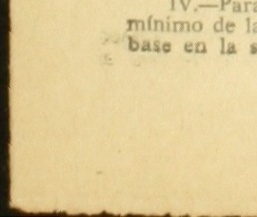 IV.—Para
mínimo de la
base en la s